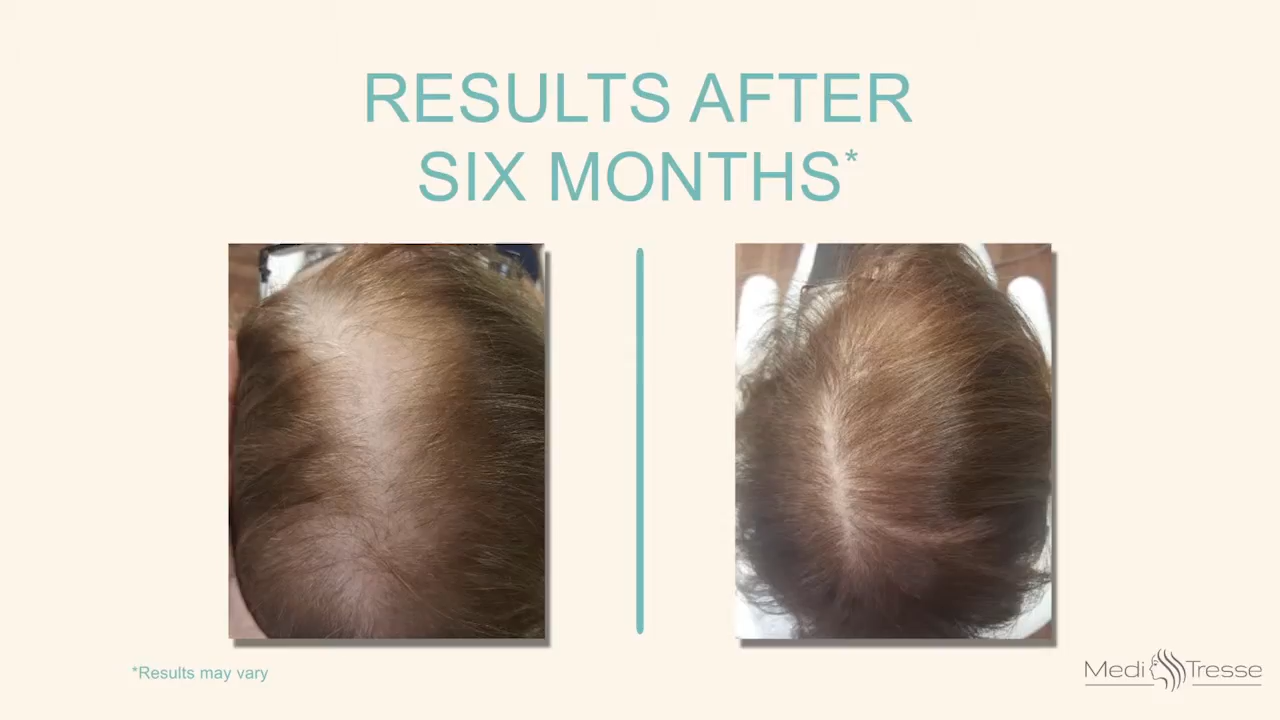 RESULTS AFTER
SIX MONTHS*
*Results may vary
Medi Tresse